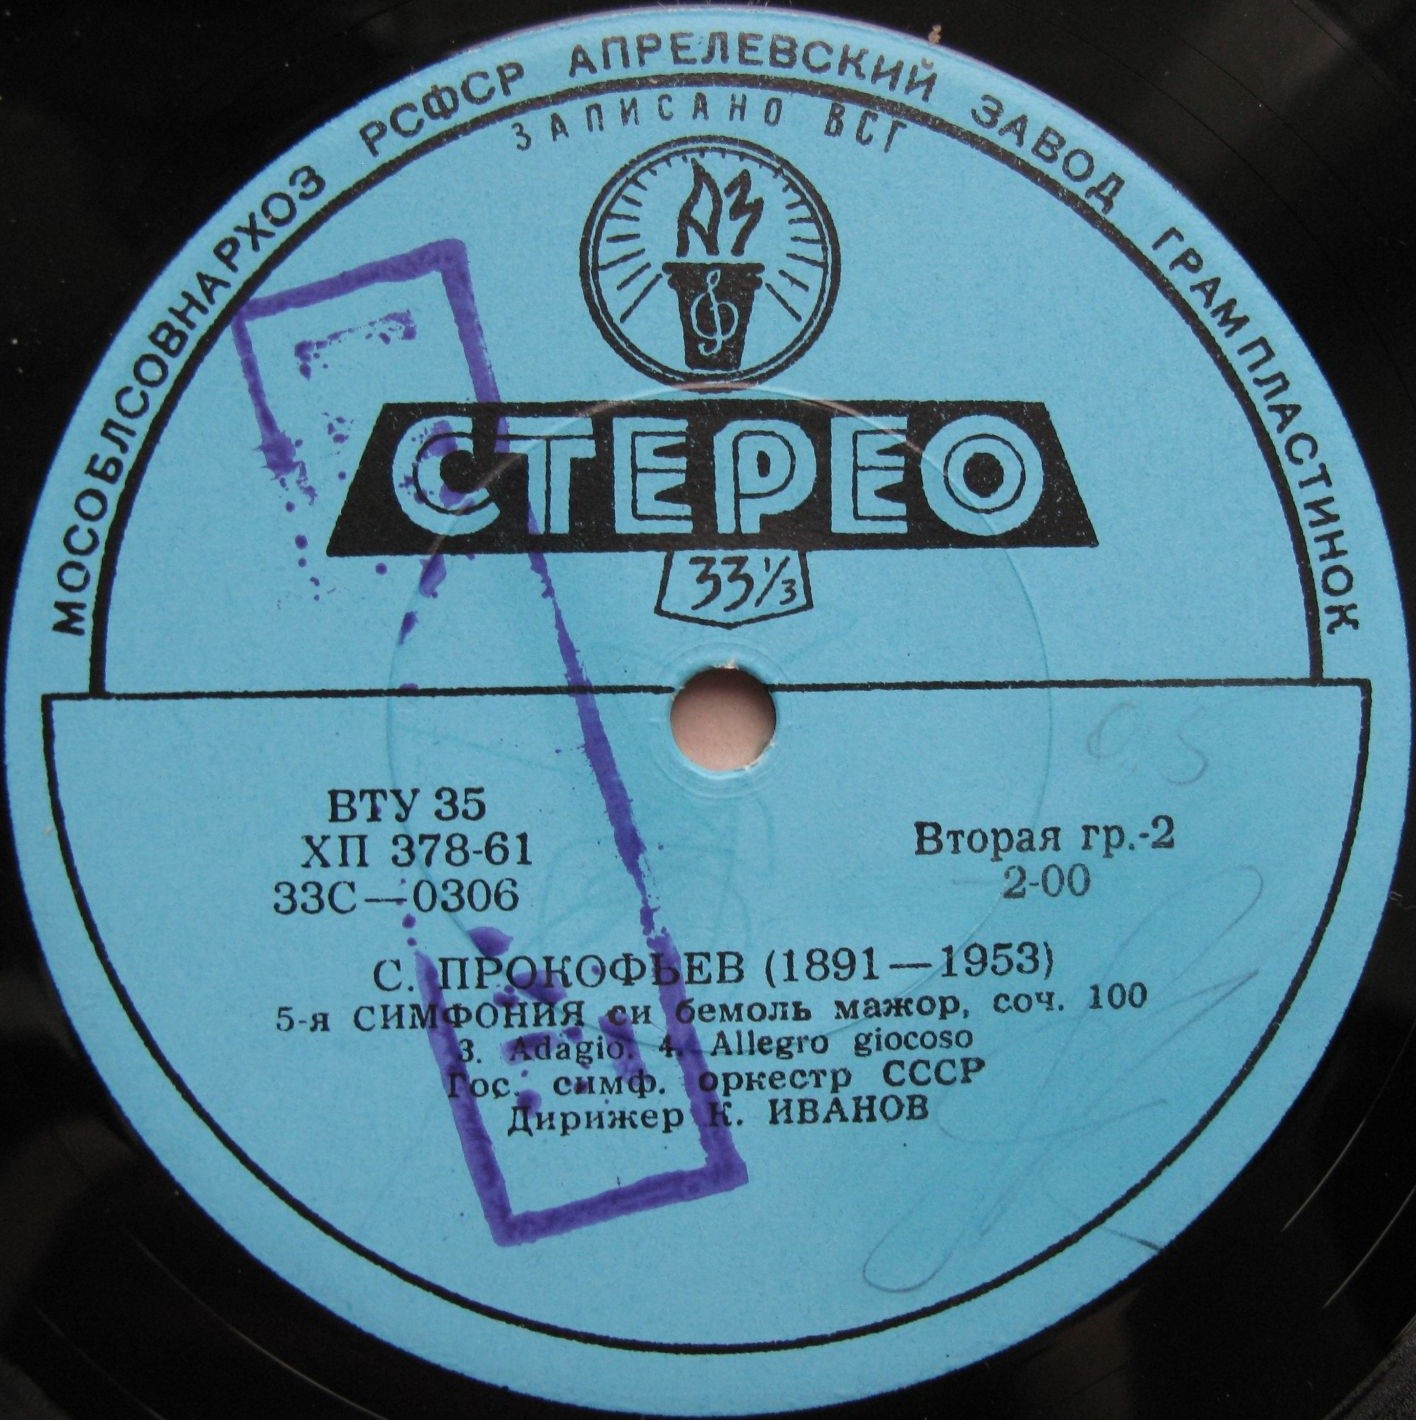 МОСОБЛСОВНАРХОЗ РСФСР АПРЕЛЕВСКИЙ ЗАВОД ГРАМПЛАСТИНОК
ЗАПИСАНО ВСГ
АЗ
СТЕРЕО
33⅓
ВТУ 35
ХП 378-61
33С—0306
Вторая гр.-2
2-00
С. ПРОКОФЬЕВ (1891—1953)
5-я СИМФОНИЯ си бемоль мажор, соч. 100
3. Adagio. 4. Allegro giocoso
Гос. симф. оркестр СССР
Дирижер К. ИВАНОВ